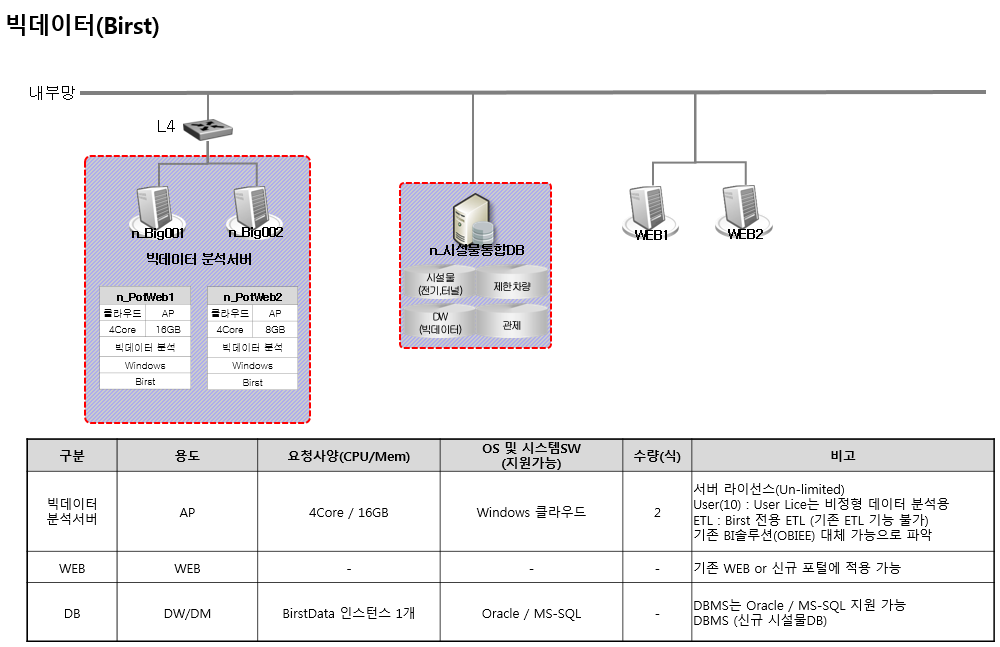 빅데이터(Birst)
내부망
L4
n_Big001
n_Big002
빅데이터 분석서버
n_PotWeb1
클라우드 AP
4Core 16GB
빅데이터 분석
Windows
Birst
n_PotWeb2
클라우드 AP
4Core 8GB
빅데이터 분석
Windows
Birst
n_시설물통합DB
시설물
(전기,터널)
제한차량
DW
(빅데이터)
관제
WEB1
WEB2
구분 용도 요청사양(CPU/Mem) OS 및 시스템SW
(지원가능) 수량(식) 비고
빅데이터
분석서버 AP 4Core / 16GB Windows 클라우드 2
서버 라이선스(Un-limited)
User(10) : User Lice는 비정형 데이터 분석용
ETL : Birst 전용 ETL (기존 ETL 기능 불가)
기존 BI솔루션(OBIEE) 대체 가능으로 파악
WEB WEB - - - 기존 WEB or 신규 포털에 적용 가능
DB DW/DM BirstData 인스턴스 1개 Oracle / MS-SQL -
DBMS는 Oracle / MS-SQL 지원 가능
DBMS (신규 시설물DB)